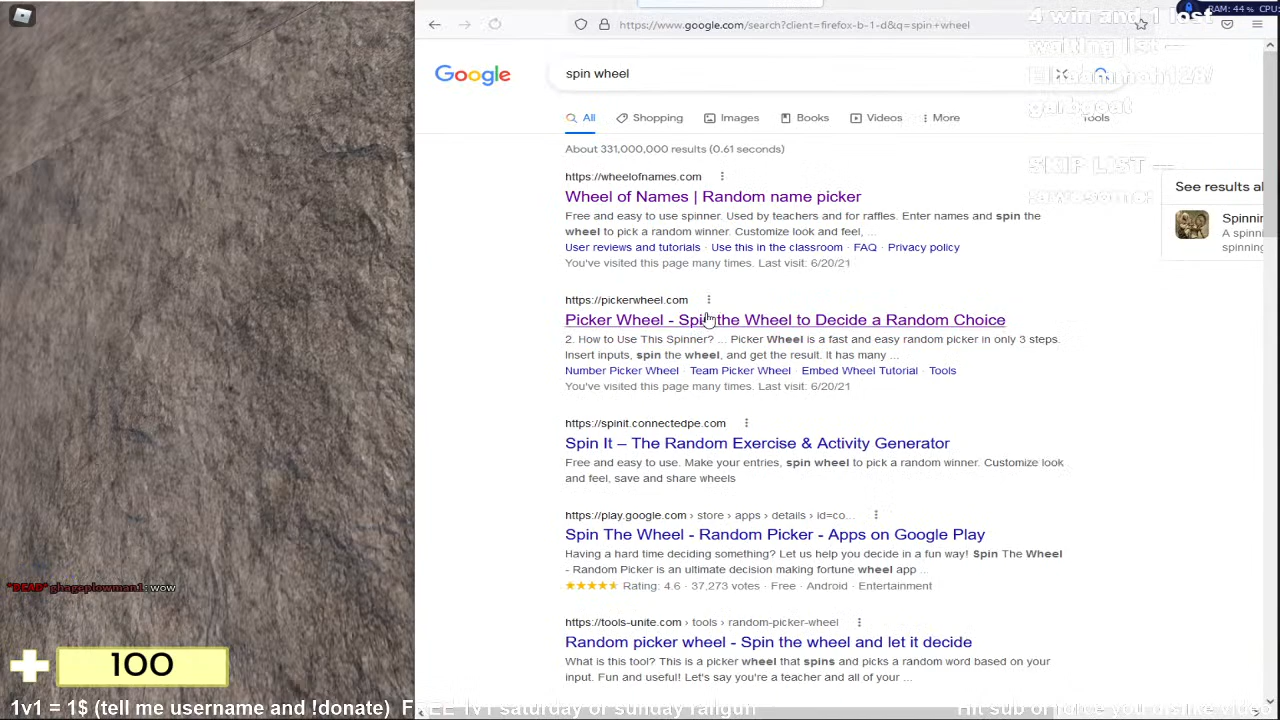 RAM: 44 % CPU:
https://www.google.com/search?client=firefox-b-1-d&q=spin+wheel
4 win and 1 lost
waiting list --
Google
spin wheel
garbgoat
All
Shopping
Images
Books
Videos
More
Tools
About 331,000,000 results (0.61 seconds)
SKIP LIST --
https://wheelofnames.com
Wheel of Names | Random name picker
Free and easy to use spinner. Used by teachers and for raffles. Enter names and spin the
wheel to pick a random winner. Customize look and feel, ...
User reviews and tutorials · Use this in the classroom · FAQ · Privacy policy
You've visited this page many times. Last visit: 6/20/21
See results a
Spinnin
A spinn
spinning
https://pickerwheel.com
Picker Wheel - Spin the Wheel to Decide a Random Choice
2. How to Use This Spinner? ... Picker Wheel is a fast and easy random picker in only 3 steps.
Insert inputs, spin the wheel, and get the result. It has many ...
Number Picker Wheel · Team Picker Wheel · Embed Wheel Tutorial · Tools
You've visited this page many times. Last visit: 6/20/21
https://spinit.connectedpe.com
Spin It – The Random Exercise & Activity Generator
Free and easy to use. Make your entries, spin wheel to pick a random winner. Customize look
and feel, save and share wheels
https://play.google.com › store › apps › details › id=co...
Spin The Wheel - Random Picker - Apps on Google Play
Having a hard time deciding something? Let us help you decide in a fun way! Spin The Wheel
- Random Picker is an ultimate decision making fortune wheel app ...
Rating: 4.6 · 37,273 votes · Free · Android · Entertainment
https://tools-unite.com › tools › random-picker-wheel
Random picker wheel - Spin the wheel and let it decide
What is this tool? This is a picker wheel that spins and picks a random word based on your
input. Fun and useful! Let's say you're a teacher and all of your ...
*DEAD* ghageplowman1: wow
100
1v1 = 1$ (tell me username and !donate) FREE 1v1 saturday or sunday railgun